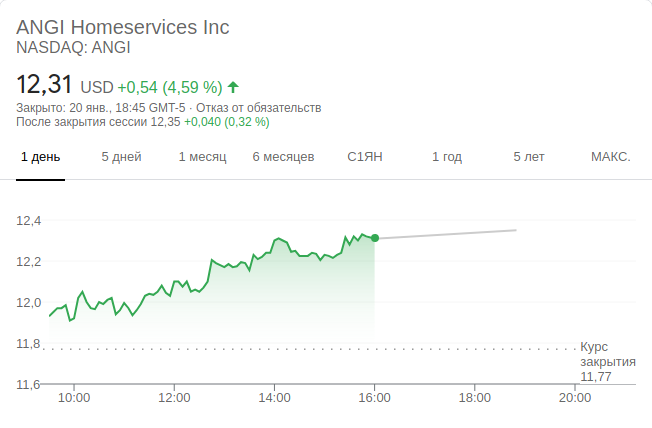 ANGI Homeservices Inc
NASDAQ: ANGI
12,31 USD +0,54 (4,59 %)
Закрыто: 20 янв., 18:45 GMT-5 · Отказ от обязательств
После закрытия сессии 12,35 +0,040 (0,32 %)
1 день 5 дней 1 месяц 6 месяцев С1ЯН 1 год 5 лет МАКС.
12,4
12,2
12,0
11,8
Курс
закрытия
11,77
11,6
10:00 12:00 14:00 16:00 18:00 20:00